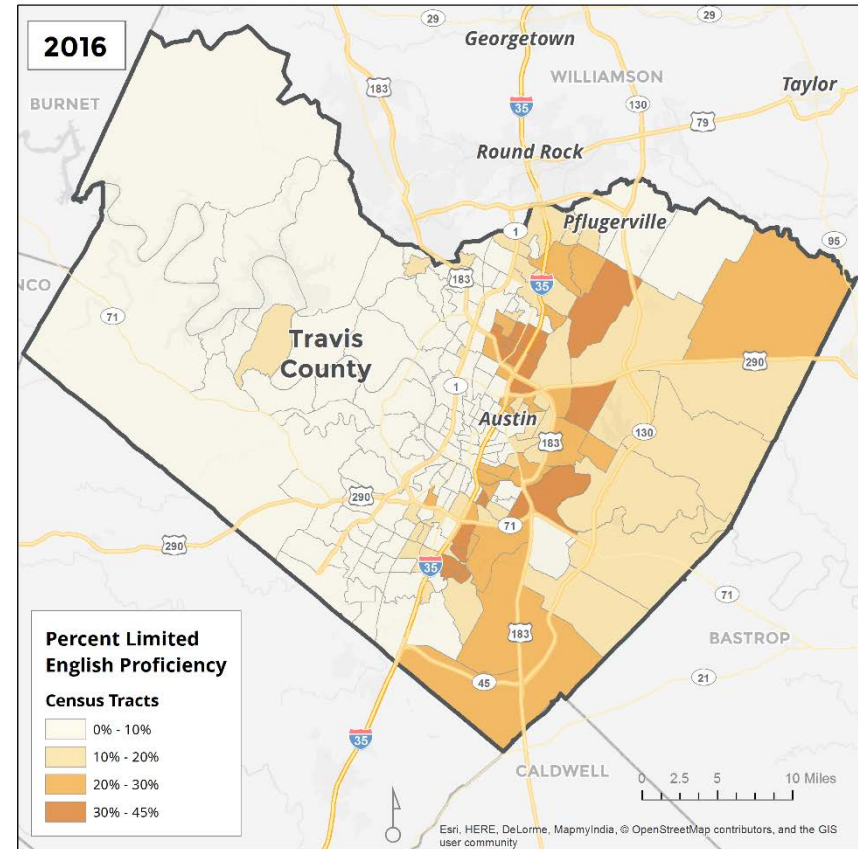 2016
29
29
Georgetown
WILLIAMSON
183
Taylor
BURNET
130
35
79
Round Rock
Pflugerville
1
95
183
35
NCO
71
Travis
County
290
1
Austin
183
130
290
71
290
35
71
183
BASTROP
21
45
35
CALDWELL
Percent Limited
English Proficiency
Census Tracts
0% - 10%
10% - 20%
20% - 30%
30% - 45%
0 2.5 5 10 Miles
Esri, HERE, DeLorme, MapmyIndia, © OpenStreetMap contributors, and the GIS
user community